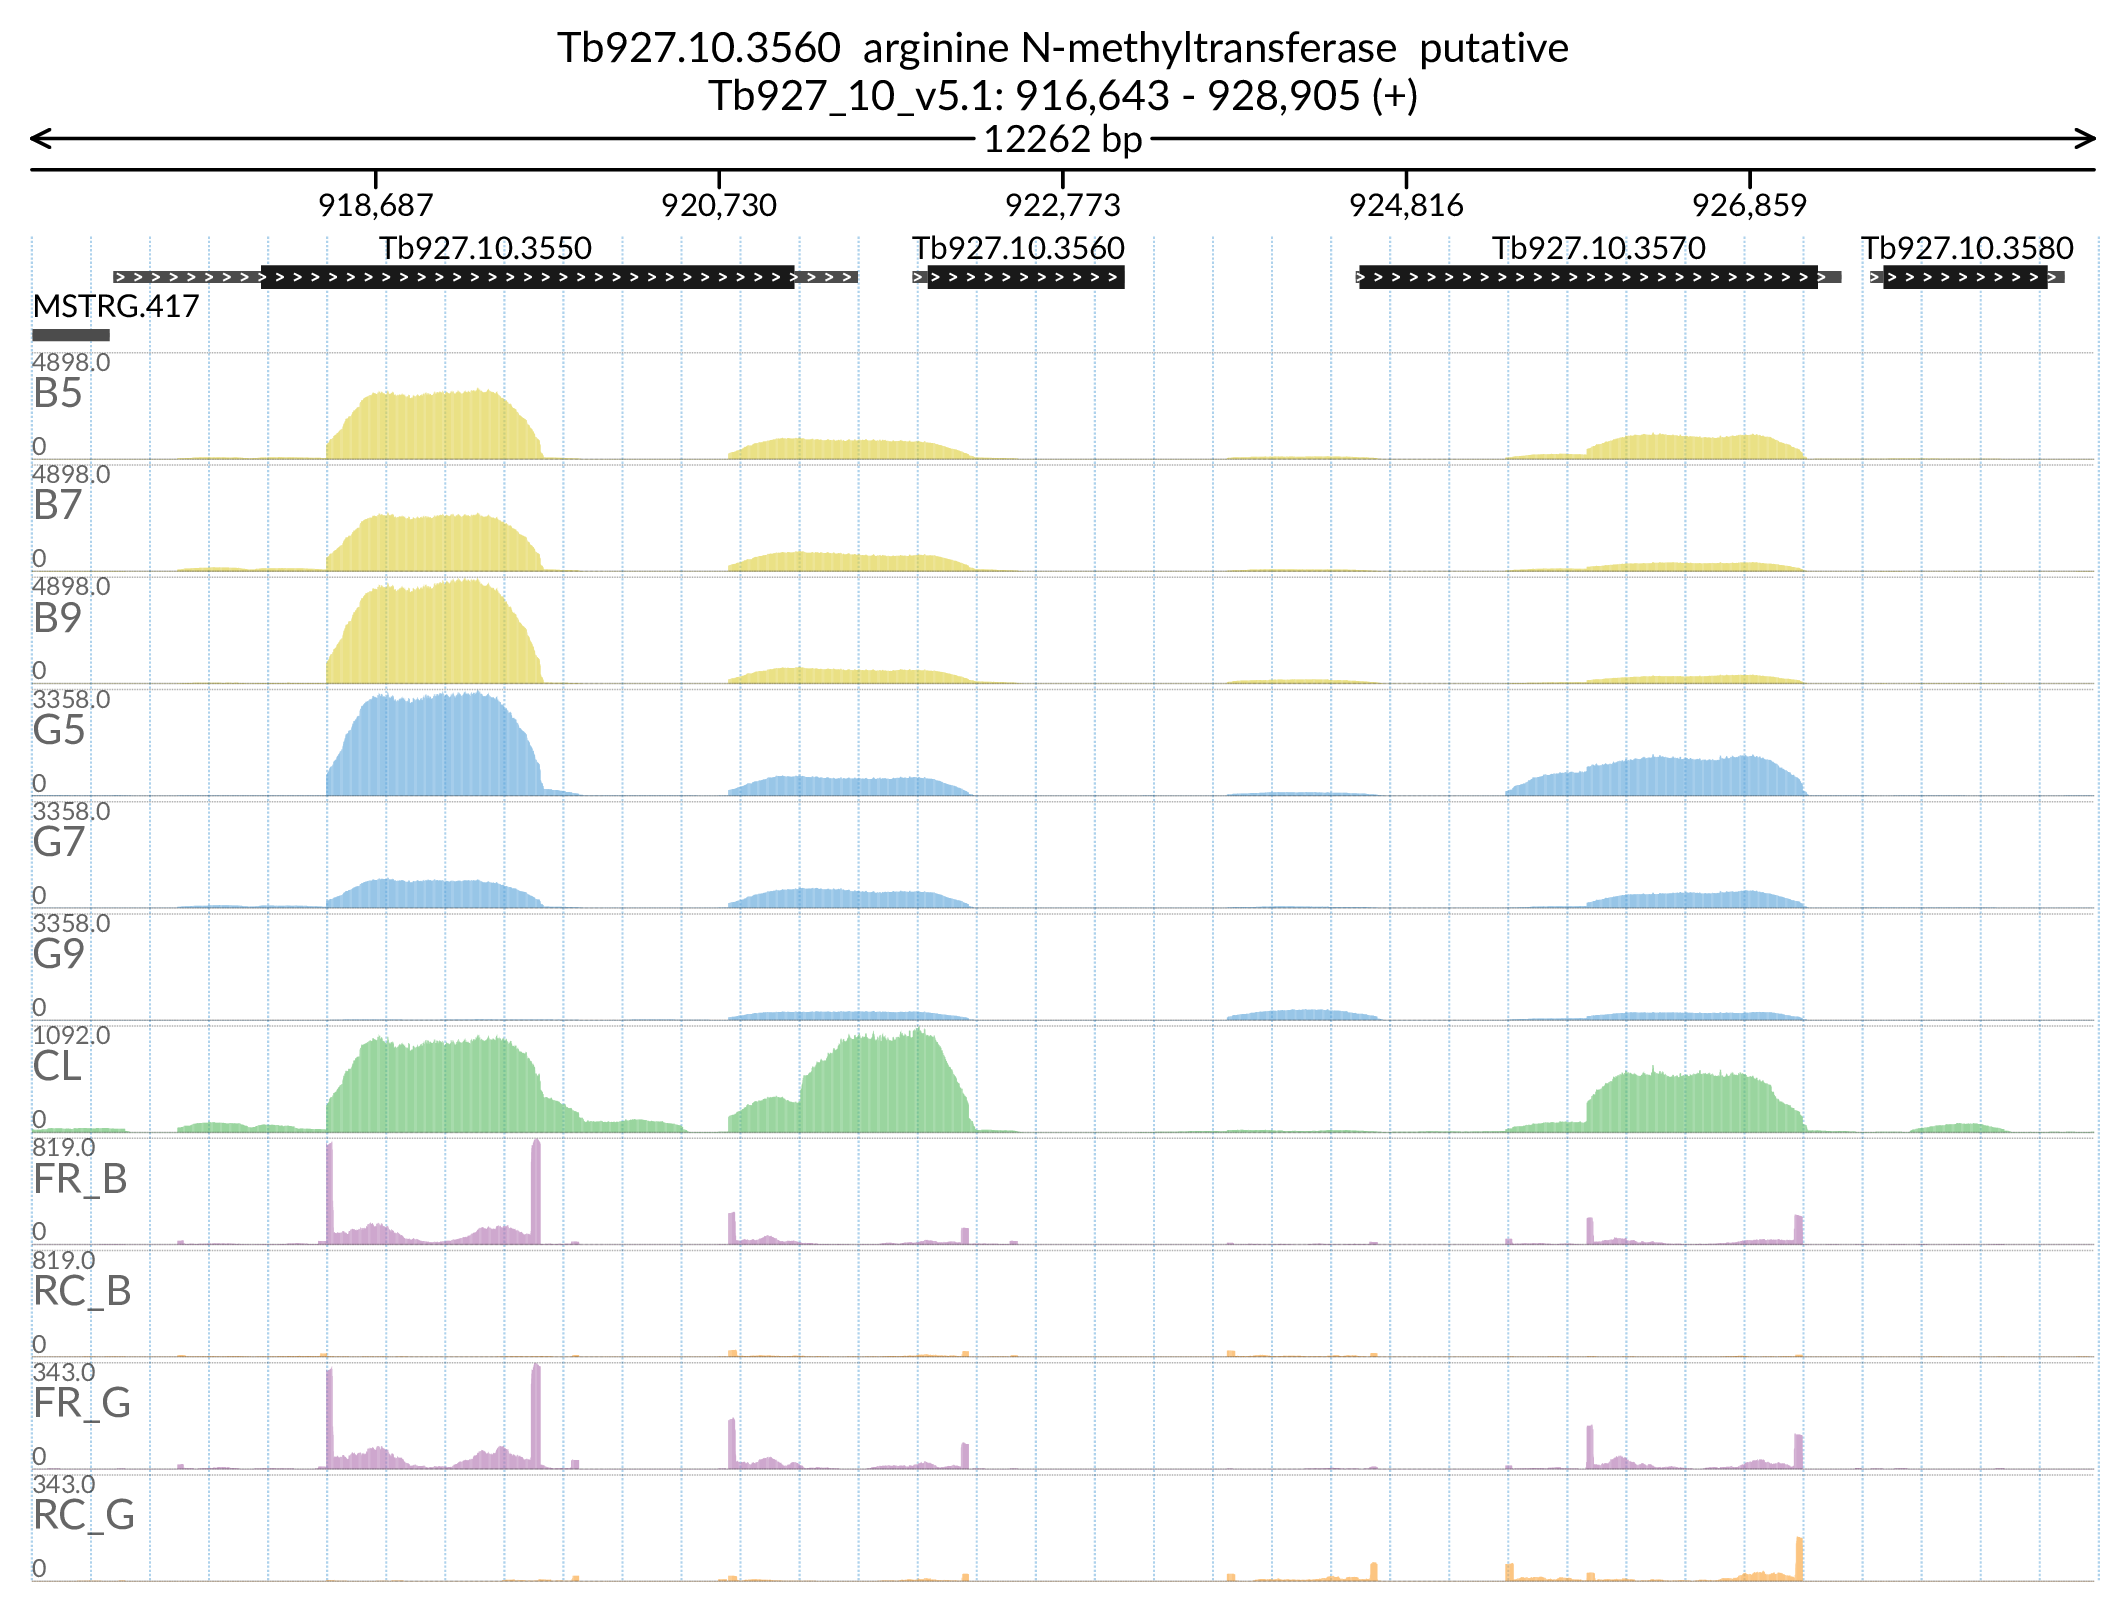 Tb927.10.3560 arginine N-methyltransferase putative
Tb927_10_v5.1: 916,643 - 928,905 (+)
12262 bp
918,687 920,730 922,773 924,816 926,859
Tb927.10.3550 Tb927.10.3560 Tb927.10.3570 Tb927.10.3580
MSTRG.417
4898.0
B5
0
4898.0
B7
0
4898.0
B9
0
3358.0
G5
0
3358.0
G7
0
3358.0
G9
0
1092.0
CL
0
819.0
FR_B
0
819.0
RC_B
0
343.0
FR_G
0
343.0
RC_G
0